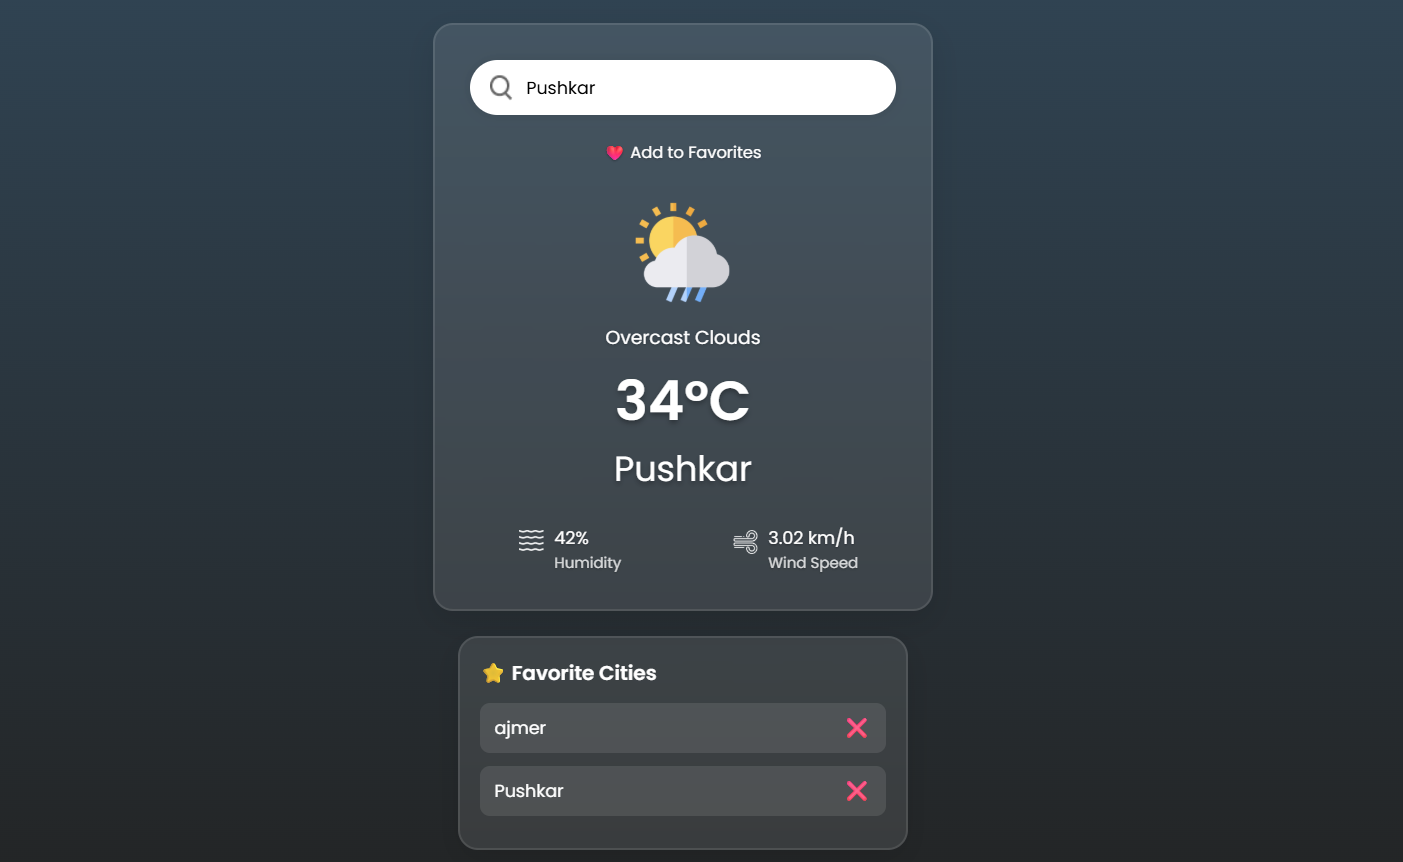 Pushkar
Add to Favorites
Overcast Clouds
34°C
Pushkar
42%
Humidity
3.02 km/h
Wind Speed
Favorite Cities
ajmer
Pushkar